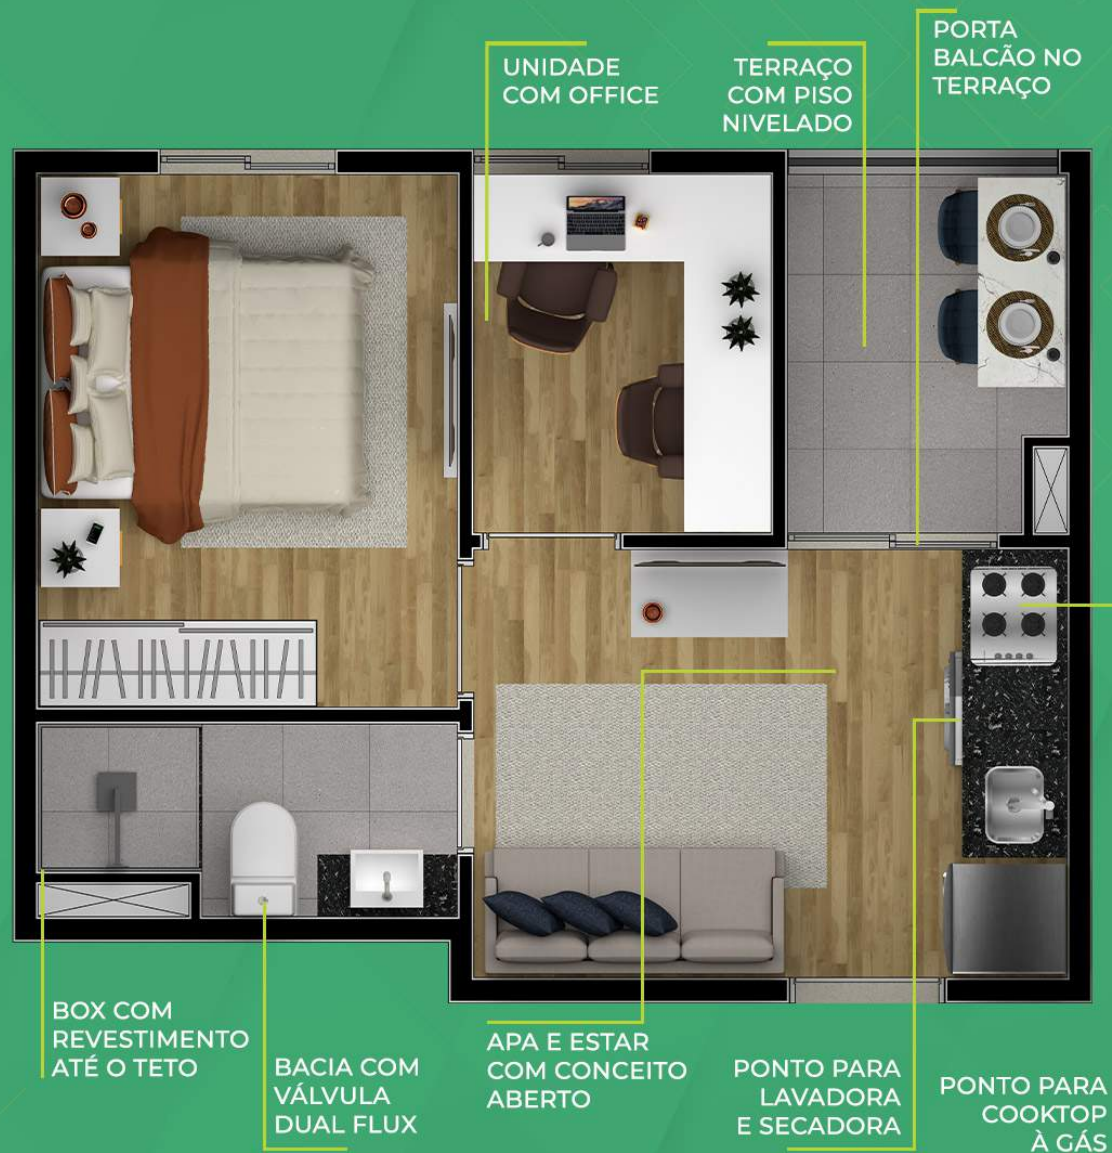 UNIDADE
COM OFFICE
TERRAÇO
COM PISO
NIVELADO
PORTA
BALCÃO NO
TERRAÇO
BOX COM
REVESTIMENTO
ATÉ O TETO
BACIA COM
VÁLVULA
DUAL FLUX
APA E ESTAR
COM CONCEITO
ABERTO
PONTO PARA
LAVADORA
E SECADORA
PONTO PARA
COOKTOP
À GÁS